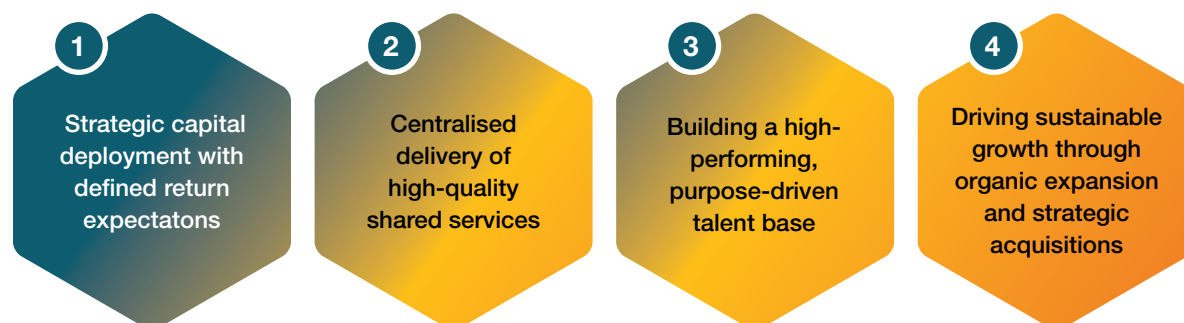 1
Strategic capital
deployment with
defined return
expectatons
2
Centralised
delivery of
high-quality
shared services
3
Building a high-
performing,
purpose-driven
talent base
4
Driving sustainable
growth through
organic expansion
and strategic
acquisitions